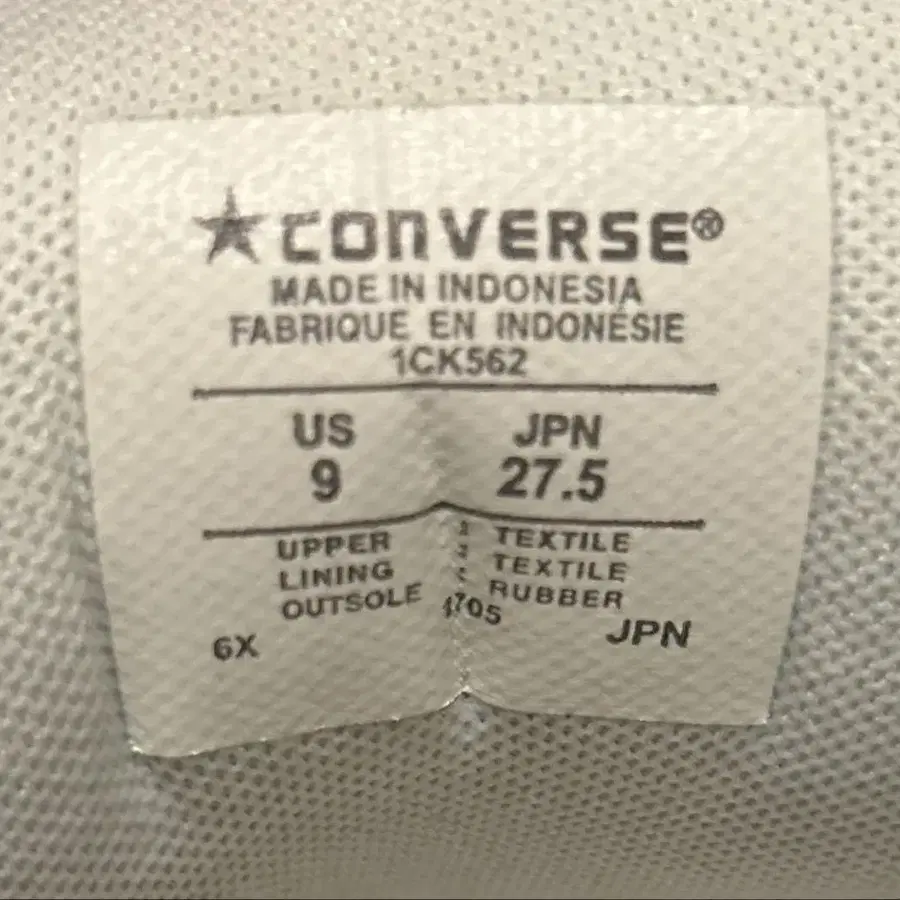 CONVERSE®
MADE IN INDONESIA
FABRIQUE EN INDONÉSIE
1CK562
US JPN
9 27.5
UPPER : TEXTILE
LINING : TEXTILE
OUTSOLE : RUBBER
1705
6X JPN